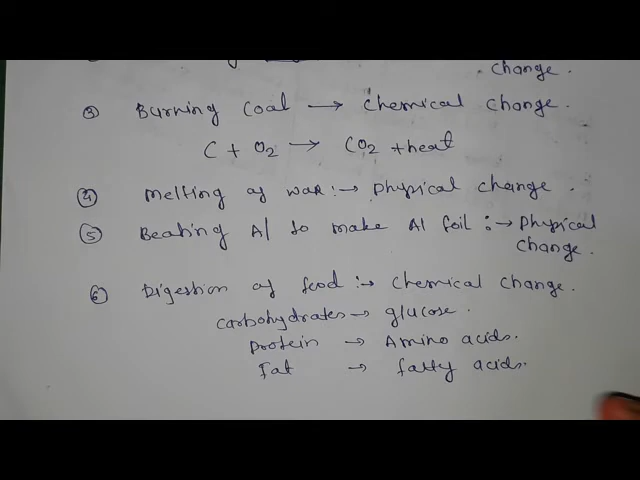 change.
③ Burning Coal → Chemical change.
C + O2 → CO2 + heat
④ Melting of wax :→ physical change.
⑤ Beating Al to make Al foil :→ Physical
change.
⑥ Digestion of food :→ Chemical change.
Carbohydrates → glucose.
Protein → Amino acids.
Fat → fatty acids.